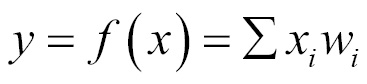 y = f(x) = ∑ xᵢwᵢ